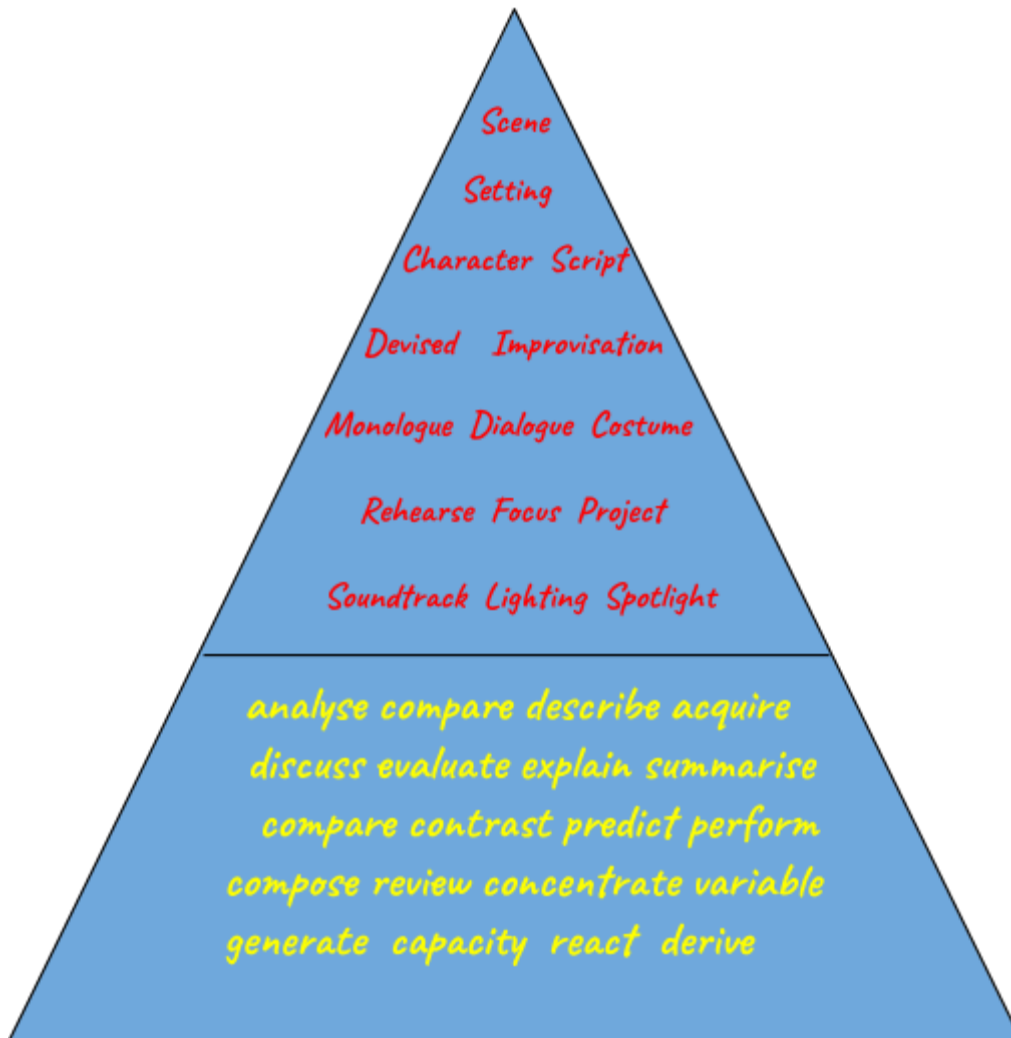 Scene
Setting
Character Script
Devised Improvisation
Monologue Dialogue Costume
Rehearse Focus Project
Soundtrack Lighting Spotlight
analyse compare describe acquire
discuss evaluate explain summarise
compare contrast predict perform
compose review concentrate variable
generate capacity react derive